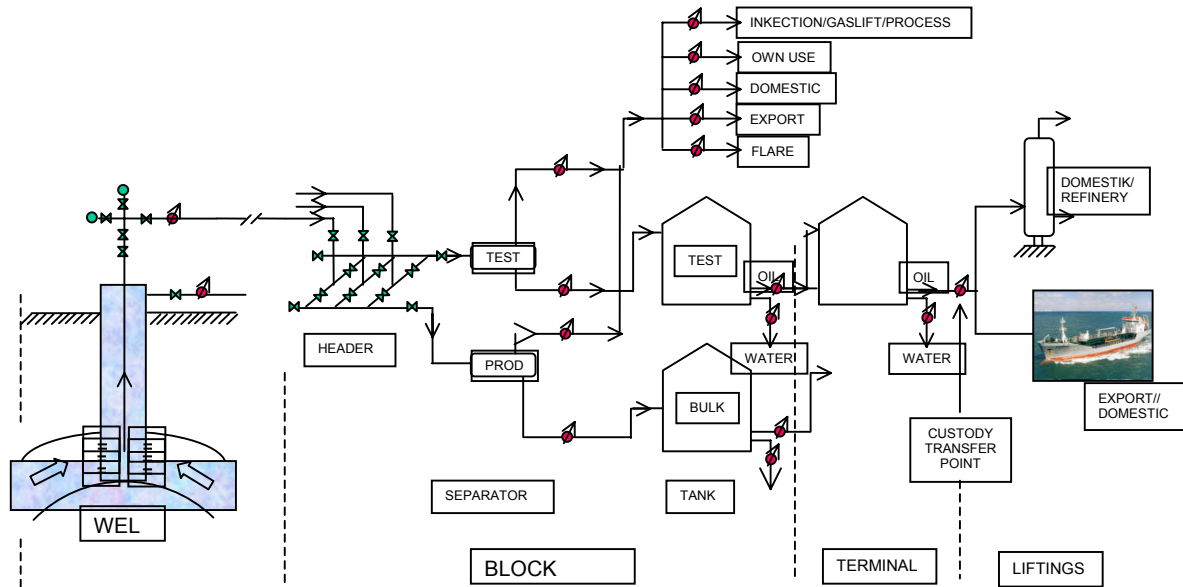 INKECTION/GASLIFT/PROCESS
OWN USE
DOMESTIC
EXPORT
FLARE
DOMESTIK/
REFINERY
TEST
TEST
OIL
OIL
HEADER
PROD
WATER
WATER
BULK
EXPORT//
DOMESTIC
CUSTODY
TRANSFER
POINT
SEPARATOR
TANK
WEL
BLOCK
TERMINAL
LIFTINGS